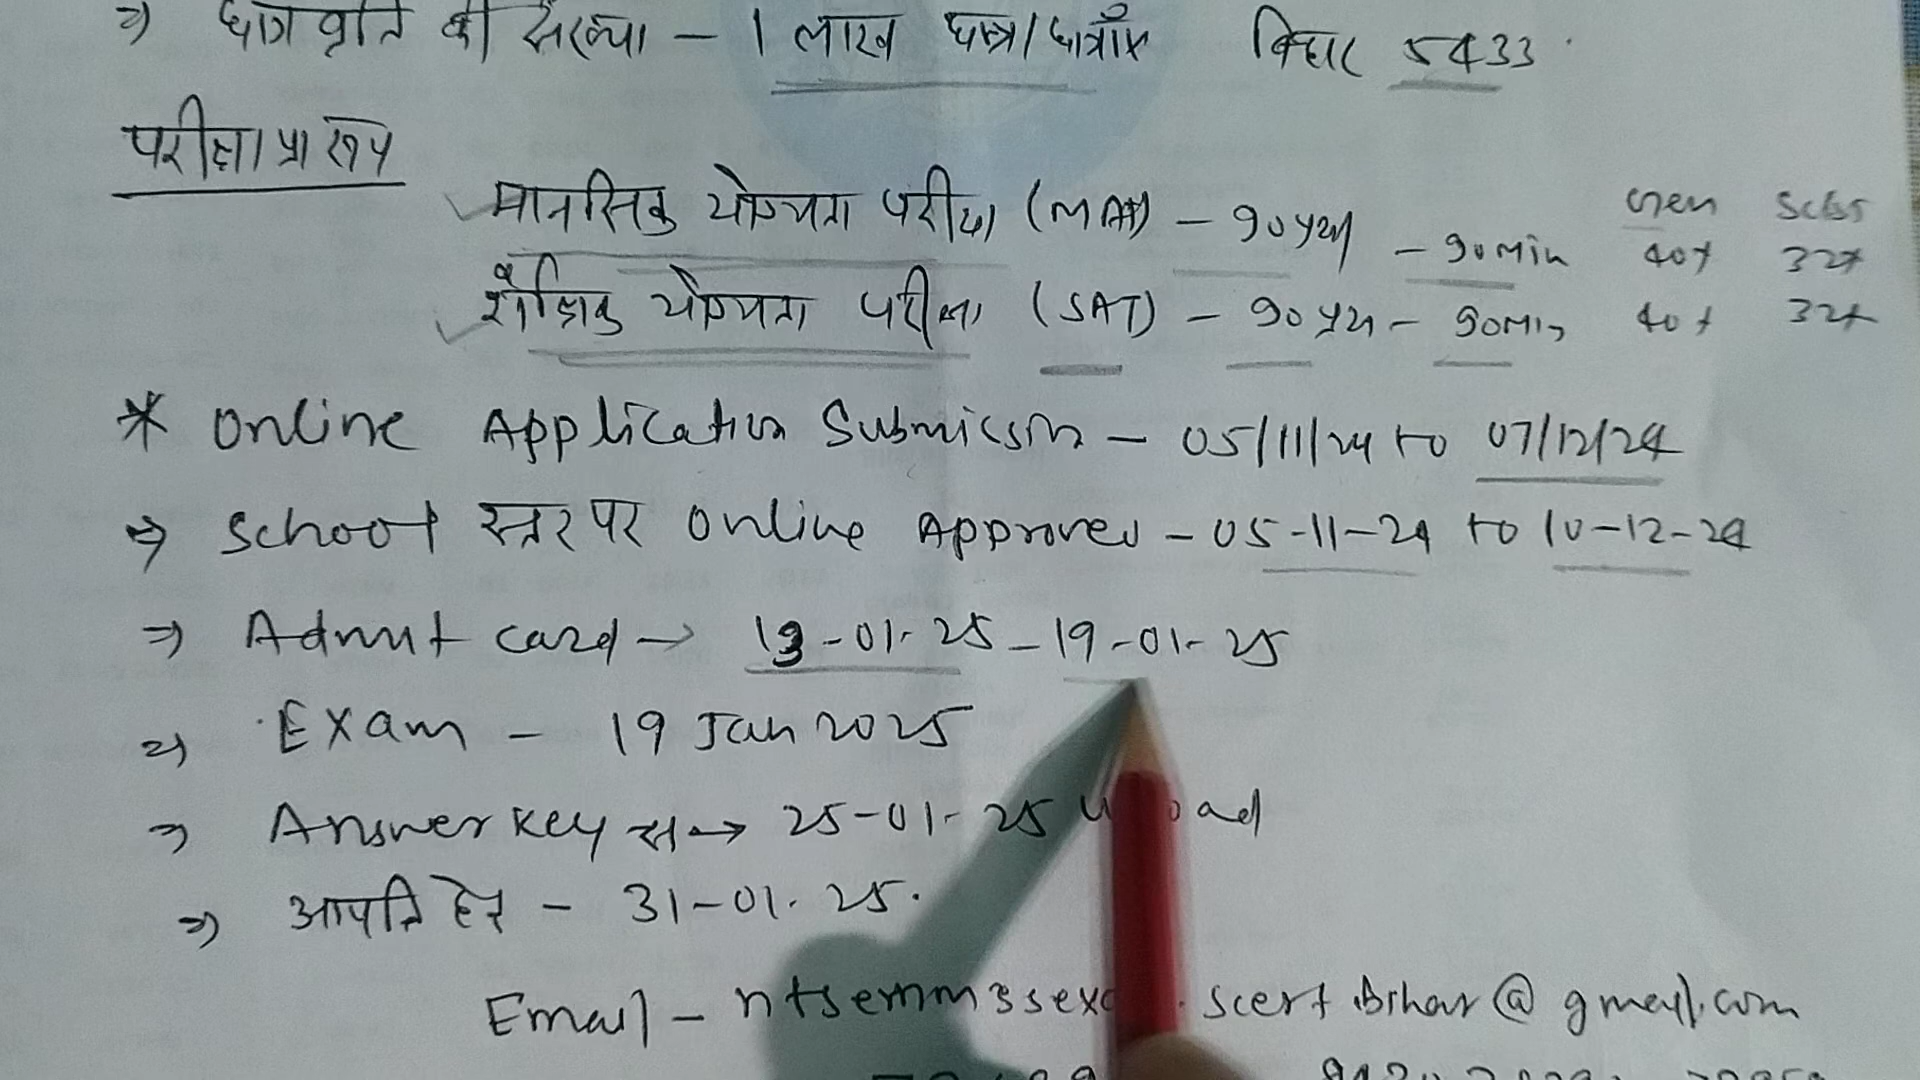 ⇒ छात्र वृति की संख्या - 1 लाख छात्र/छात्राँए बिहार 5433
परीक्षा प्रारूप
मानसिक योग्यता परीक्षा (MAT) - 90 प्रश्न - 90 Min
Gen SC/ST
40% 32%
शैक्षिक योग्यता परीक्षा (SAT) - 90 प्रश्न - 90 Min 40% 32%
* Online Application Submission - 05/11/24 to 07/12/24
⇒ School स्तर पर Online Approved - 05-11-24 to 10-12-24
⇒ Admit card → 13-01-25 - 19-01-25
⇒ Exam - 19 Jan 2025
⇒ Answer key → 25-01-25
⇒ आपति हेतु - 31-01-25.
Email - scert.bihar@gmail.com